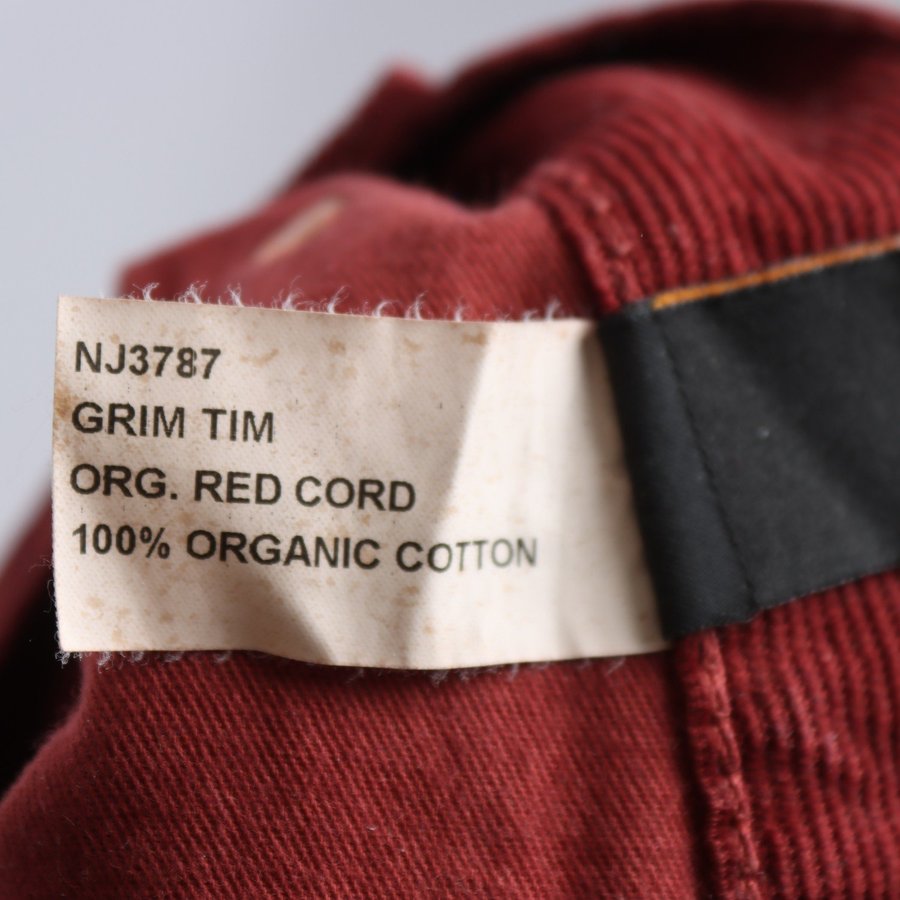 NJ3787
GRIM TIM
ORG. RED CORD
100% ORGANIC COTTON